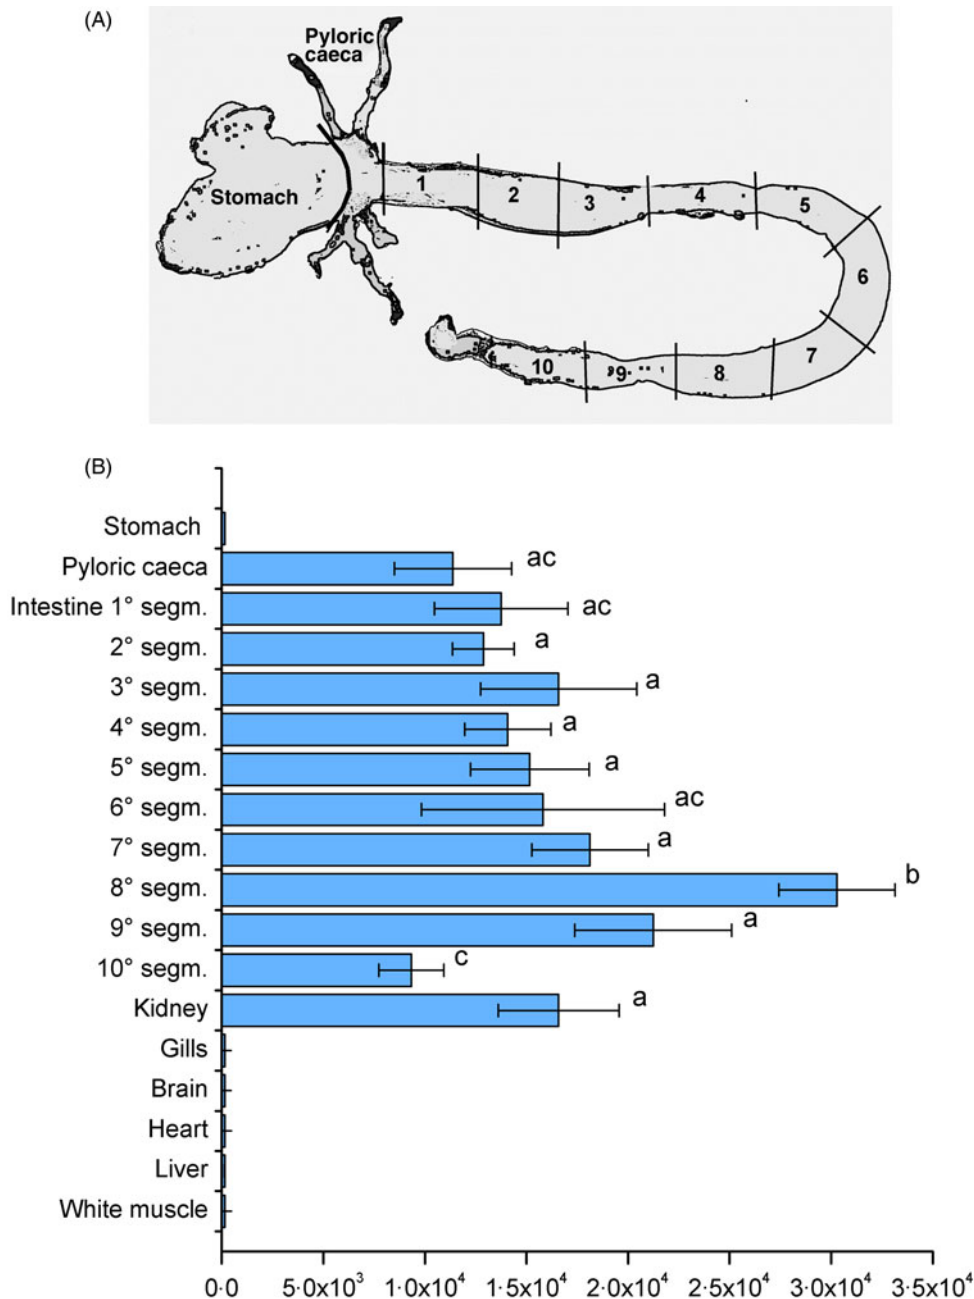 (A)
Pyloric
caeca
Stomach
1
2
3
4
5
6
7
8
9
10
(B)
Stomach
Pyloric caeca ac
Intestine 1° segm. ac
2° segm. a
3° segm. a
4° segm. a
5° segm. a
6° segm. ac
7° segm. a
8° segm. b
9° segm. a
10° segm. c
Kidney a
Gills
Brain
Heart
Liver
White muscle
0·0 5·0x10³ 1·0x10⁴ 1·5x10⁴ 2·0x10⁴ 2·5x10⁴ 3·0x10⁴ 3·5x10⁴